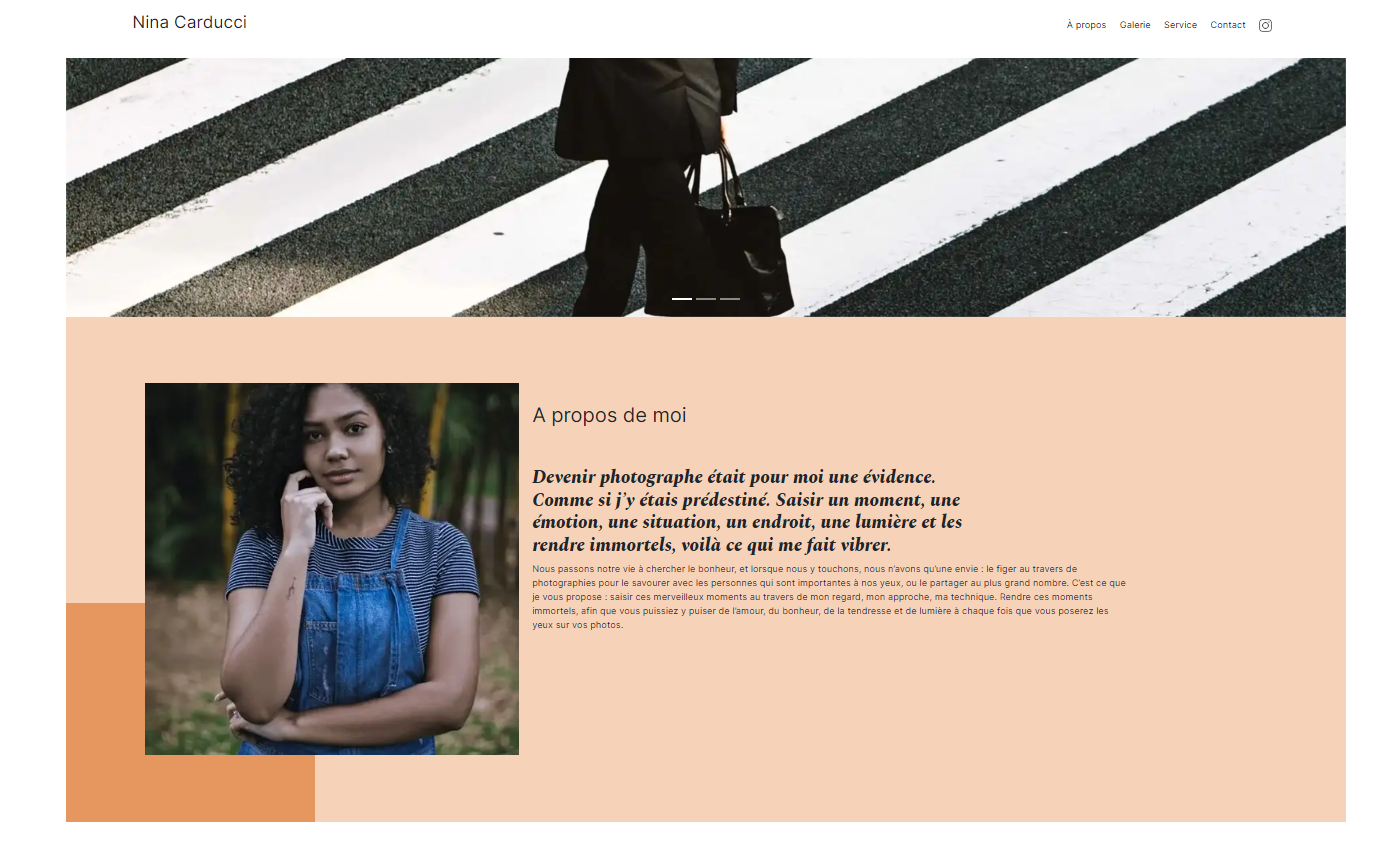 Nina Carducci
À propos Galerie Service Contact
A propos de moi
Devenir photographe était pour moi une évidence.
Comme si j'y étais prédestiné. Saisir un moment, une
émotion, une situation, un endroit, une lumière et les
rendre immortels, voilà ce qui me fait vibrer.
Nous passons notre vie à chercher le bonheur, et lorsque nous y touchons, nous n'avons qu'une envie : le figer au travers de
photographies pour le savourer avec les personnes qui sont importantes à nos yeux, ou le partager au plus grand nombre. C'est ce que
je vous propose : saisir ces merveilleux moments au travers de mon regard, mon approche, ma technique. Rendre ces moments
immortels, afin que vous puissiez y puiser de l'amour, du bonheur, de la tendresse et de lumière à chaque fois que vous poserez les
yeux sur vos photos.